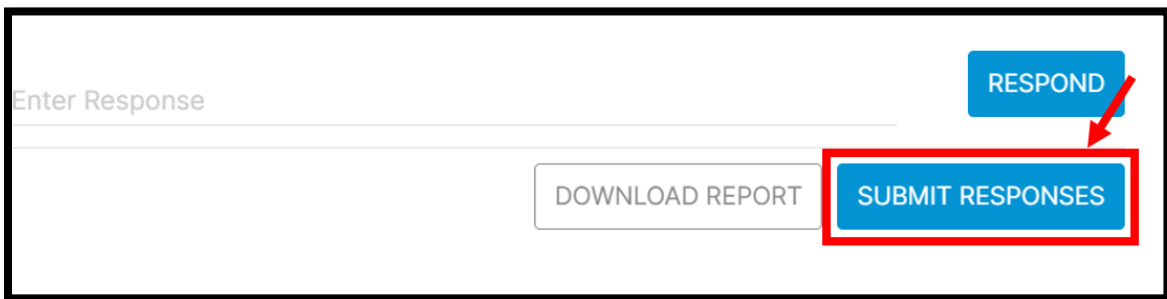 RESPOND
Enter Response
DOWNLOAD REPORT
SUBMIT RESPONSES